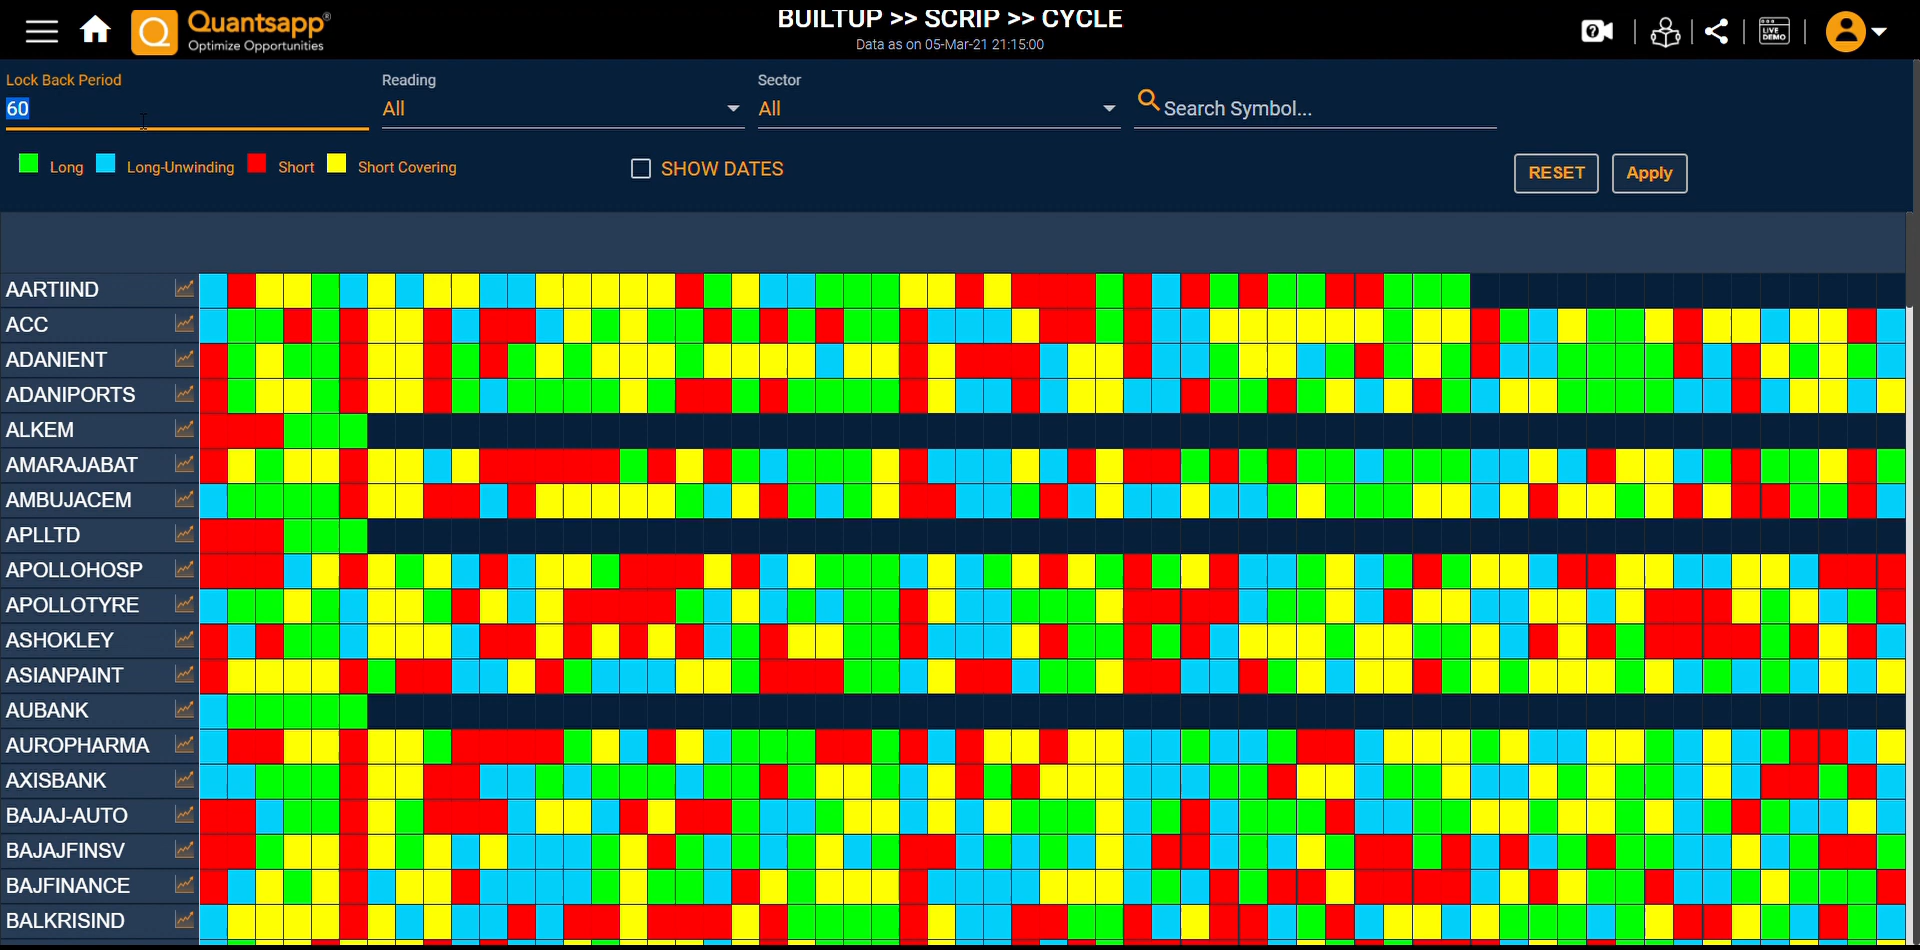 Quantsapp®
Optimize Opportunities
BUILTUP >> SCRIP >> CYCLE
Data as on 05-Mar-21 21:15:00
LIVE
DEMO
Lock Back Period
60
Reading
All
Sector
All
Search Symbol...
Long
Long-Unwinding
Short
Short Covering
SHOW DATES
RESET
Apply
AARTIIND
ACC
ADANIENT
ADANIPORTS
ALKEM
AMARAJABAT
AMBUJACEM
APLLTD
APOLLOHOSP
APOLLOTYRE
ASHOKLEY
ASIANPAINT
AUBANK
AUROPHARMA
AXISBANK
BAJAJ-AUTO
BAJAJFINSV
BAJFINANCE
BALKRISIND